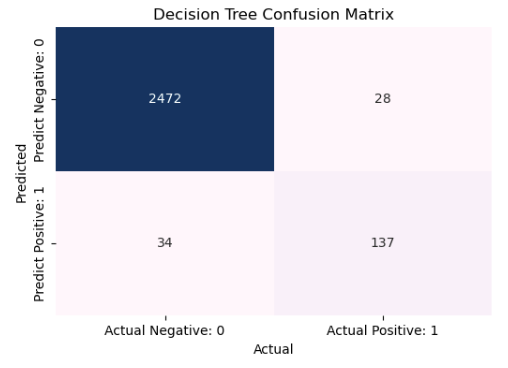 Decision Tree Confusion Matrix
Predicted
Predict Negative: 0
2472
28
Predict Positive: 1
34
137
Actual Negative: 0
Actual Positive: 1
Actual